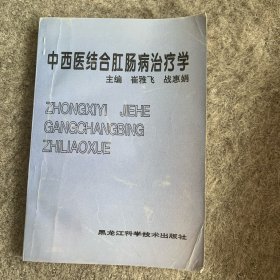 中西医结合肛肠病治疗学
主编 崔雅飞 战惠娟
ZHONGXIYI JIEHE
GANGCHANGBING
ZHILIAOXUE
黑龙江科学技术出版社